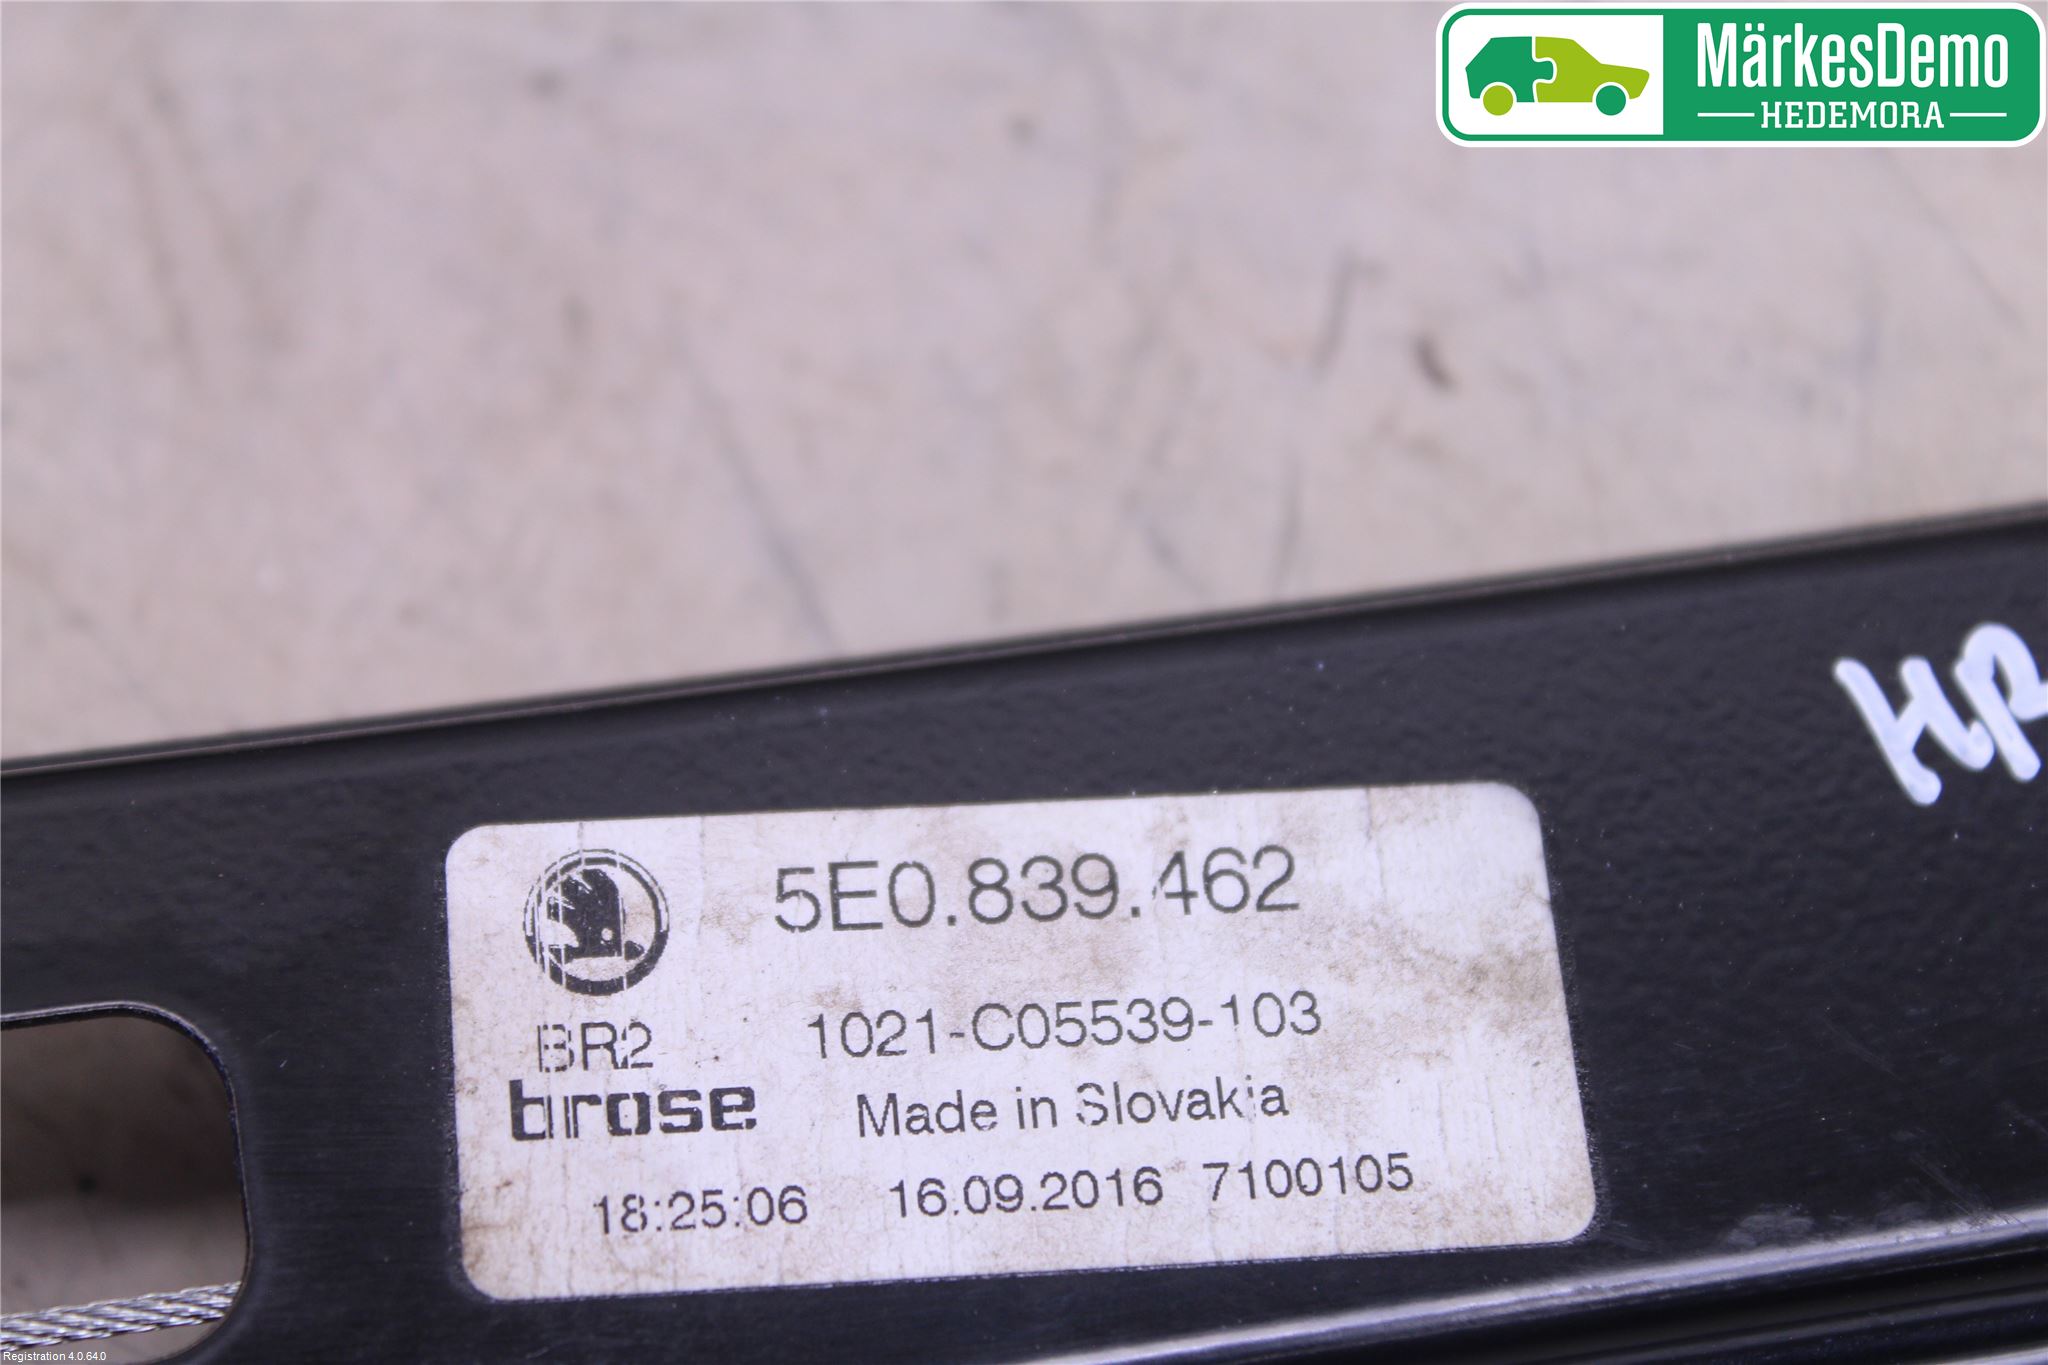 MärkesDemo
HEDEMORA
HR
5E0.839.462
BR2 1021-C05539-103
brose Made in Slovakia
18:25:06 16.09.2016 7100105
Registration 4.0.64.0